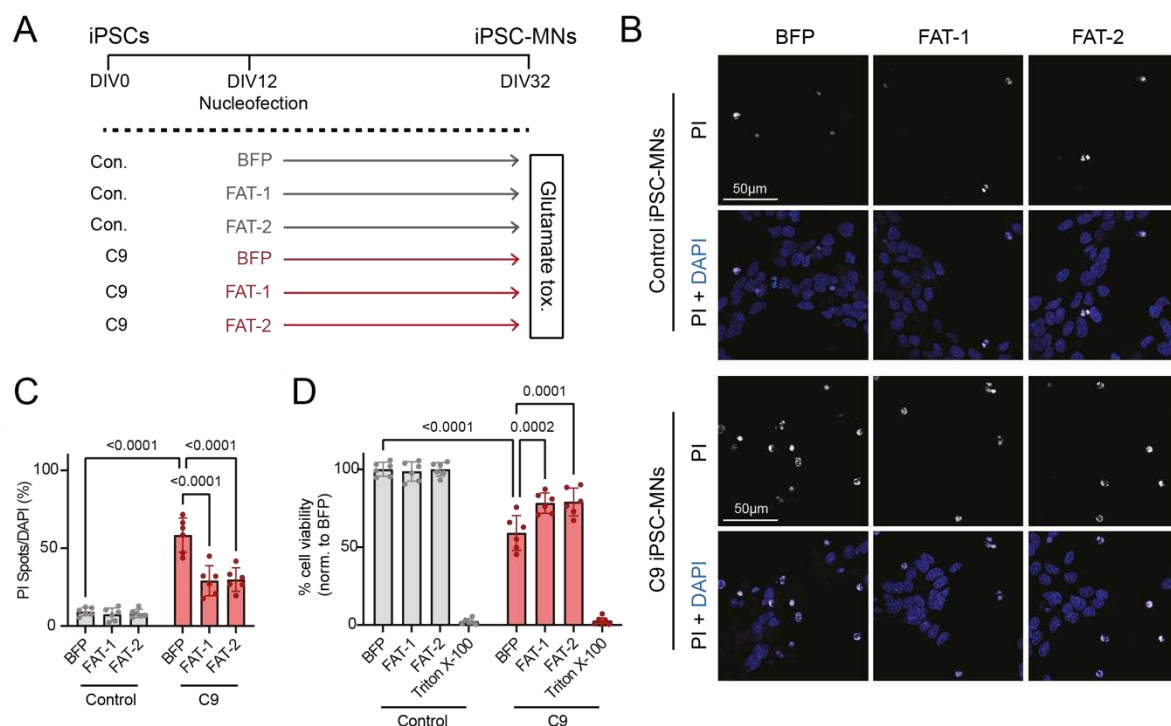 A
iPSCs
iPSC-MNs
DIV0
DIV12
DIV32
Nucleofection
Con.
BFP
Con.
FAT-1
Con.
FAT-2
C9
BFP
C9
FAT-1
C9
FAT-2
Glutamate tox.
B
BFP
FAT-1
FAT-2
Control iPSC-MNs
PI
50μm
PI + DAPI
C9 iPSC-MNs
PI
50μm
PI + DAPI
C
<0.0001
<0.0001
<0.0001
PI Spots/DAPI (%)
100
50
0
BFP
FAT-1
FAT-2
BFP
FAT-1
FAT-2
Control
C9
D
0.0001
<0.0001
0.0002
% cell viability
(norm. to BFP)
100
50
0
BFP
FAT-1
FAT-2
Triton X-100
BFP
FAT-1
FAT-2
Triton X-100
Control
C9